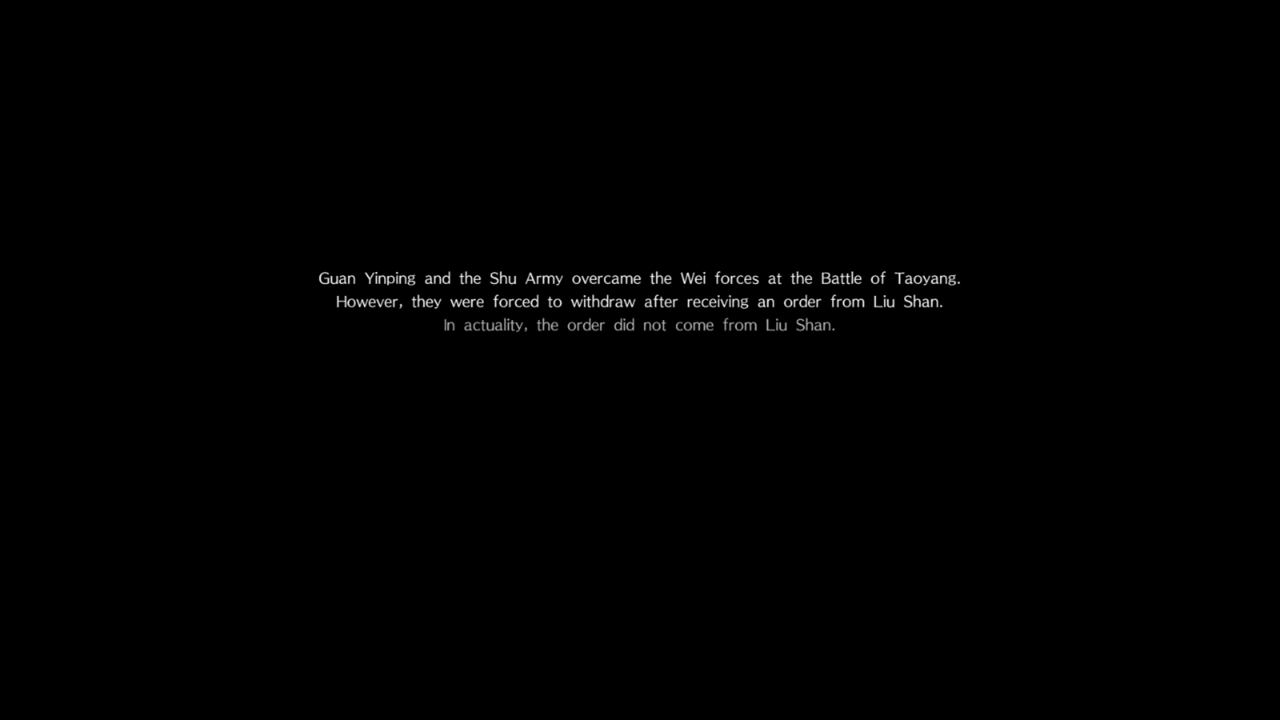 Guan Yinping and the Shu Army overcame the Wei forces at the Battle of Taoyang.
However, they were forced to withdraw after receiving an order from Liu Shan.
In actuality, the order did not come from Liu Shan.